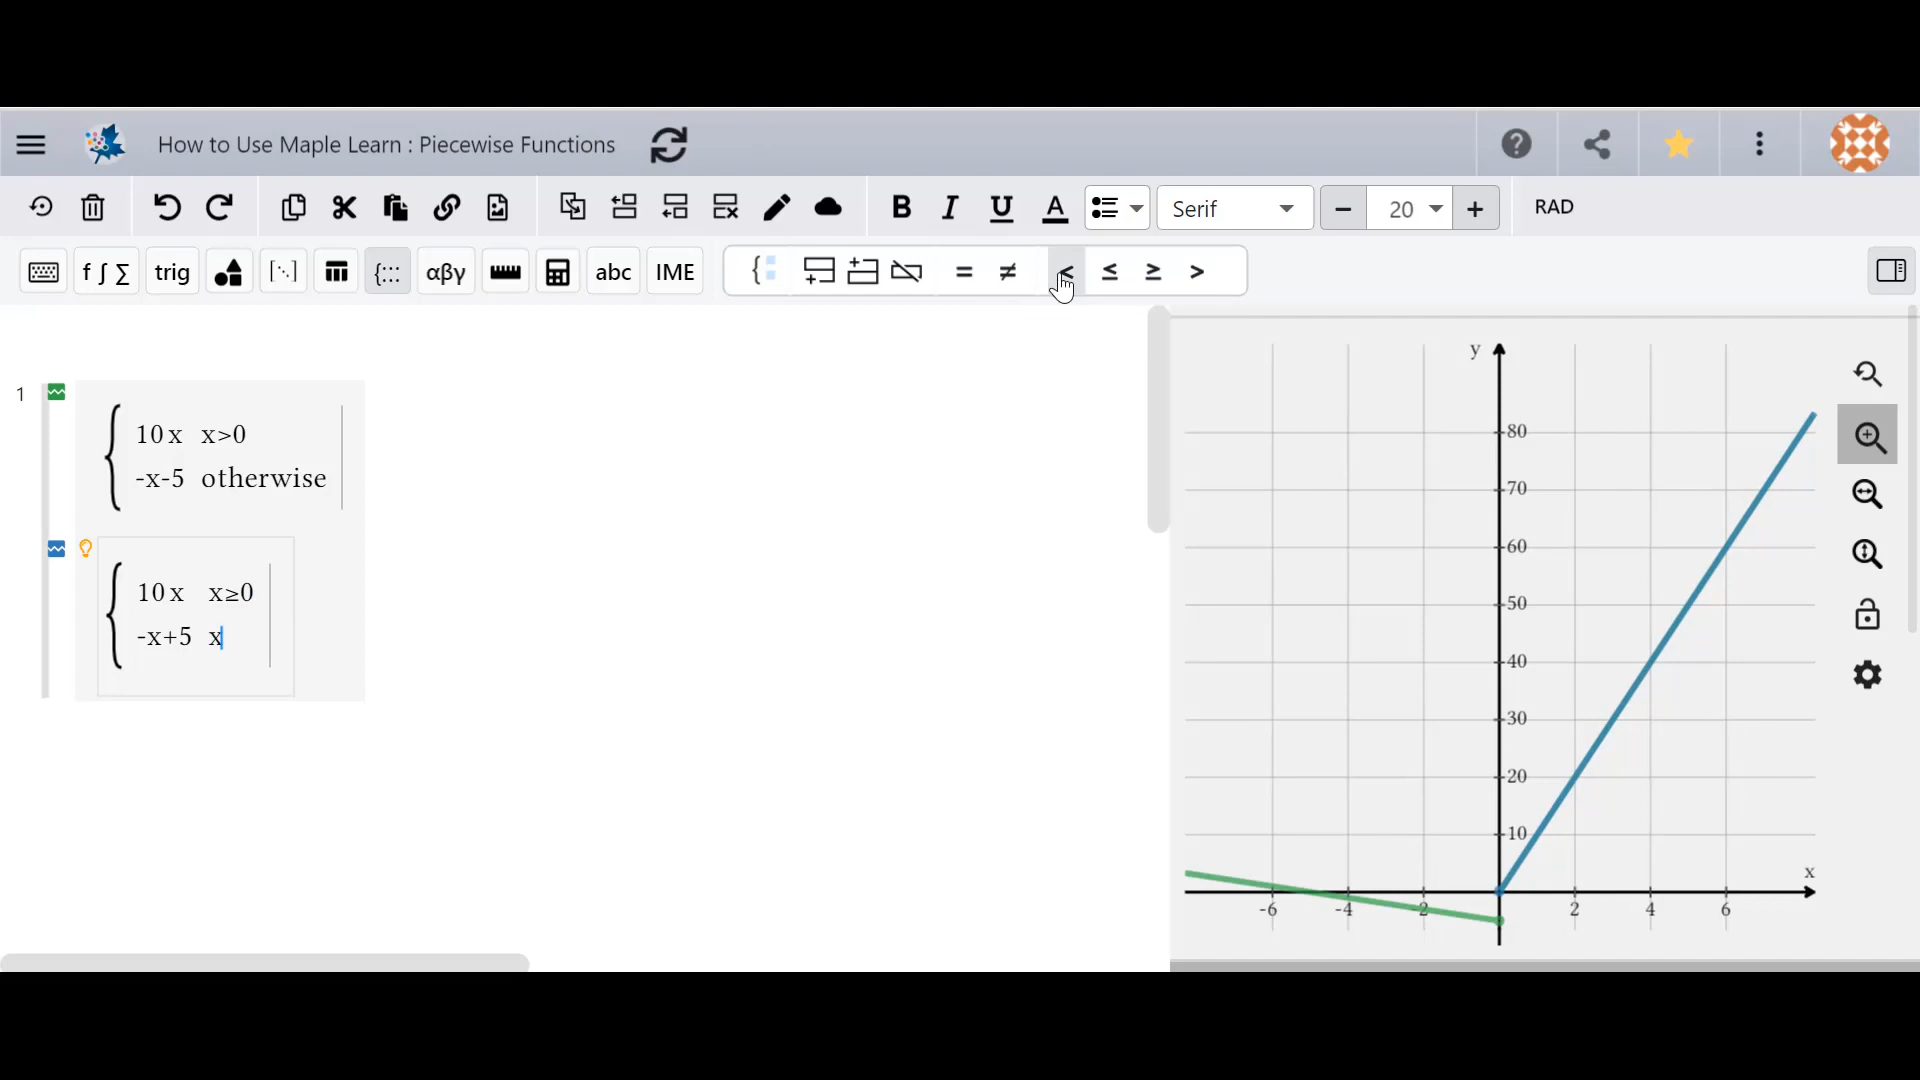 How to Use Maple Learn : Piecewise Functions
B I U A Serif 20 RAD
f ∫ ∑ trig αβγ abc IME = ≠ < ≤ ≥ >
1
10x x>0
-x-5 otherwise
10x x≥0
-x+5 x
y
80
70
60
50
40
30
20
10
x
-6 -4 -2 2 4 6